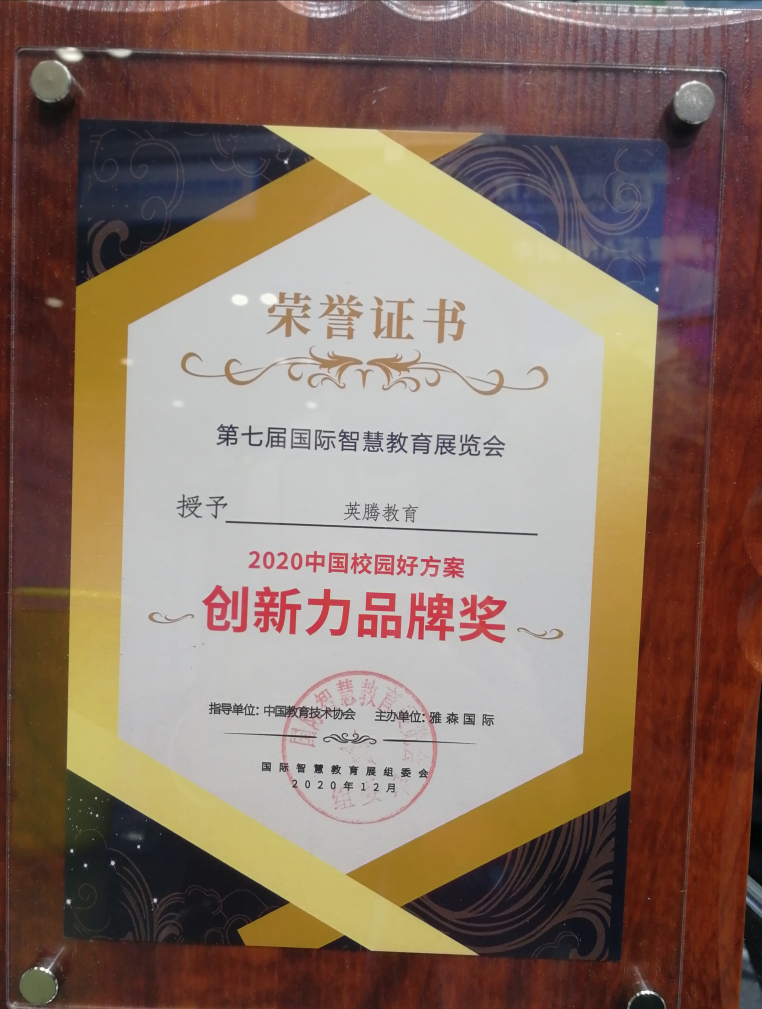 荣誉证书
第七届国际智慧教育展览会
授予 英腾教育
2020中国校园好方案
创新力品牌奖
指导单位：中国教育技术协会 主办单位：雅森国际
国际智慧教育展组委会
2020年12月